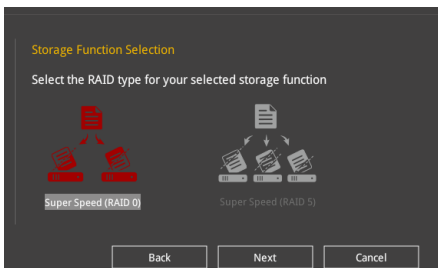 Storage Function Selection
Select the RAID type for your selected storage function
Super Speed (RAID 0)
Super Speed (RAID 5)
Back
Next
Cancel